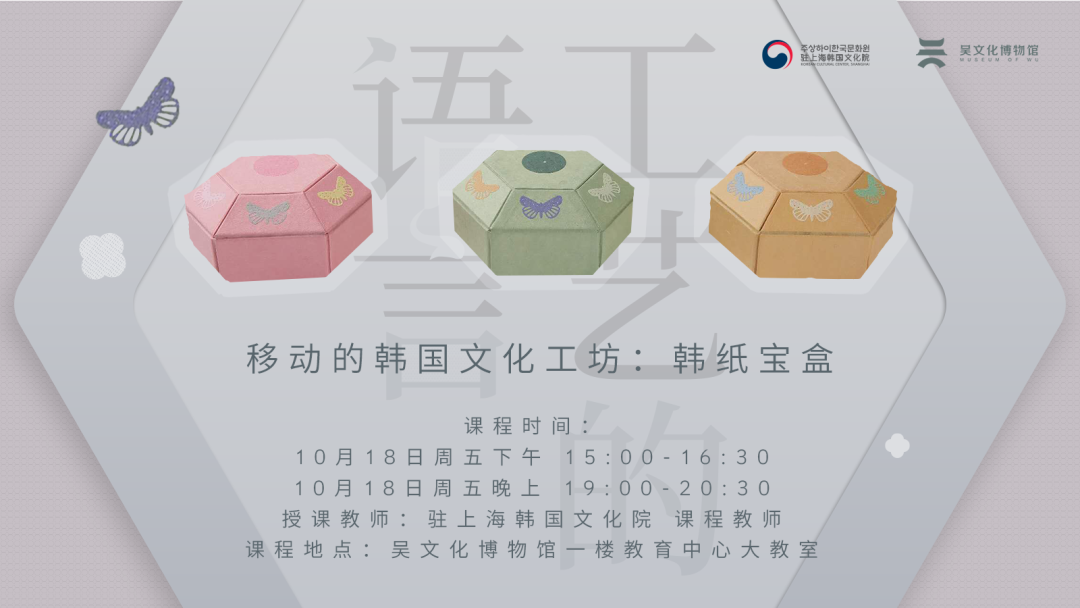 주상하이한국문화원
驻上海韩国文化院
KOREAN CULTURAL CENTER, SHANGHAI
吴文化博物馆
MUSEUM OF WU
工艺的
语言
移动的韩国文化工坊：韩纸宝盒
课程时间：
10月18日周五下午 15:00-16:30
10月18日周五晚上 19:00-20:30
授课教师：驻上海韩国文化院 课程教师
课程地点：吴文化博物馆一楼教育中心大教室